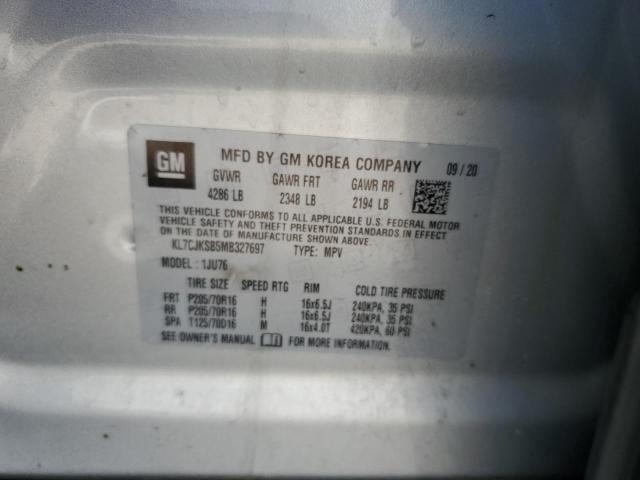 GM
MFD BY GM KOREA COMPANY 09 / 20
GVWR GAWR FRT GAWR RR
4286 LB 2348 LB 2194 LB
THIS VEHICLE CONFORMS TO ALL APPLICABLE U.S. FEDERAL MOTOR
VEHICLE SAFETY AND THEFT PREVENTION STANDARDS IN EFFECT
ON THE DATE OF MANUFACTURE SHOWN ABOVE.
KL7CJKSB5MB327697 TYPE: MPV
MODEL : 1JU76
TIRE SIZE SPEED RTG RIM COLD TIRE PRESSURE
FRT P205/70R16 H 16x6.5J 240KPA, 35 PSI
RR P205/70R16 H 16x6.5J 240KPA, 35 PSI
SPA T125/70D16 M 16x4.0T 420KPA, 60 PSI
SEE OWNER'S MANUAL FOR MORE INFORMATION.